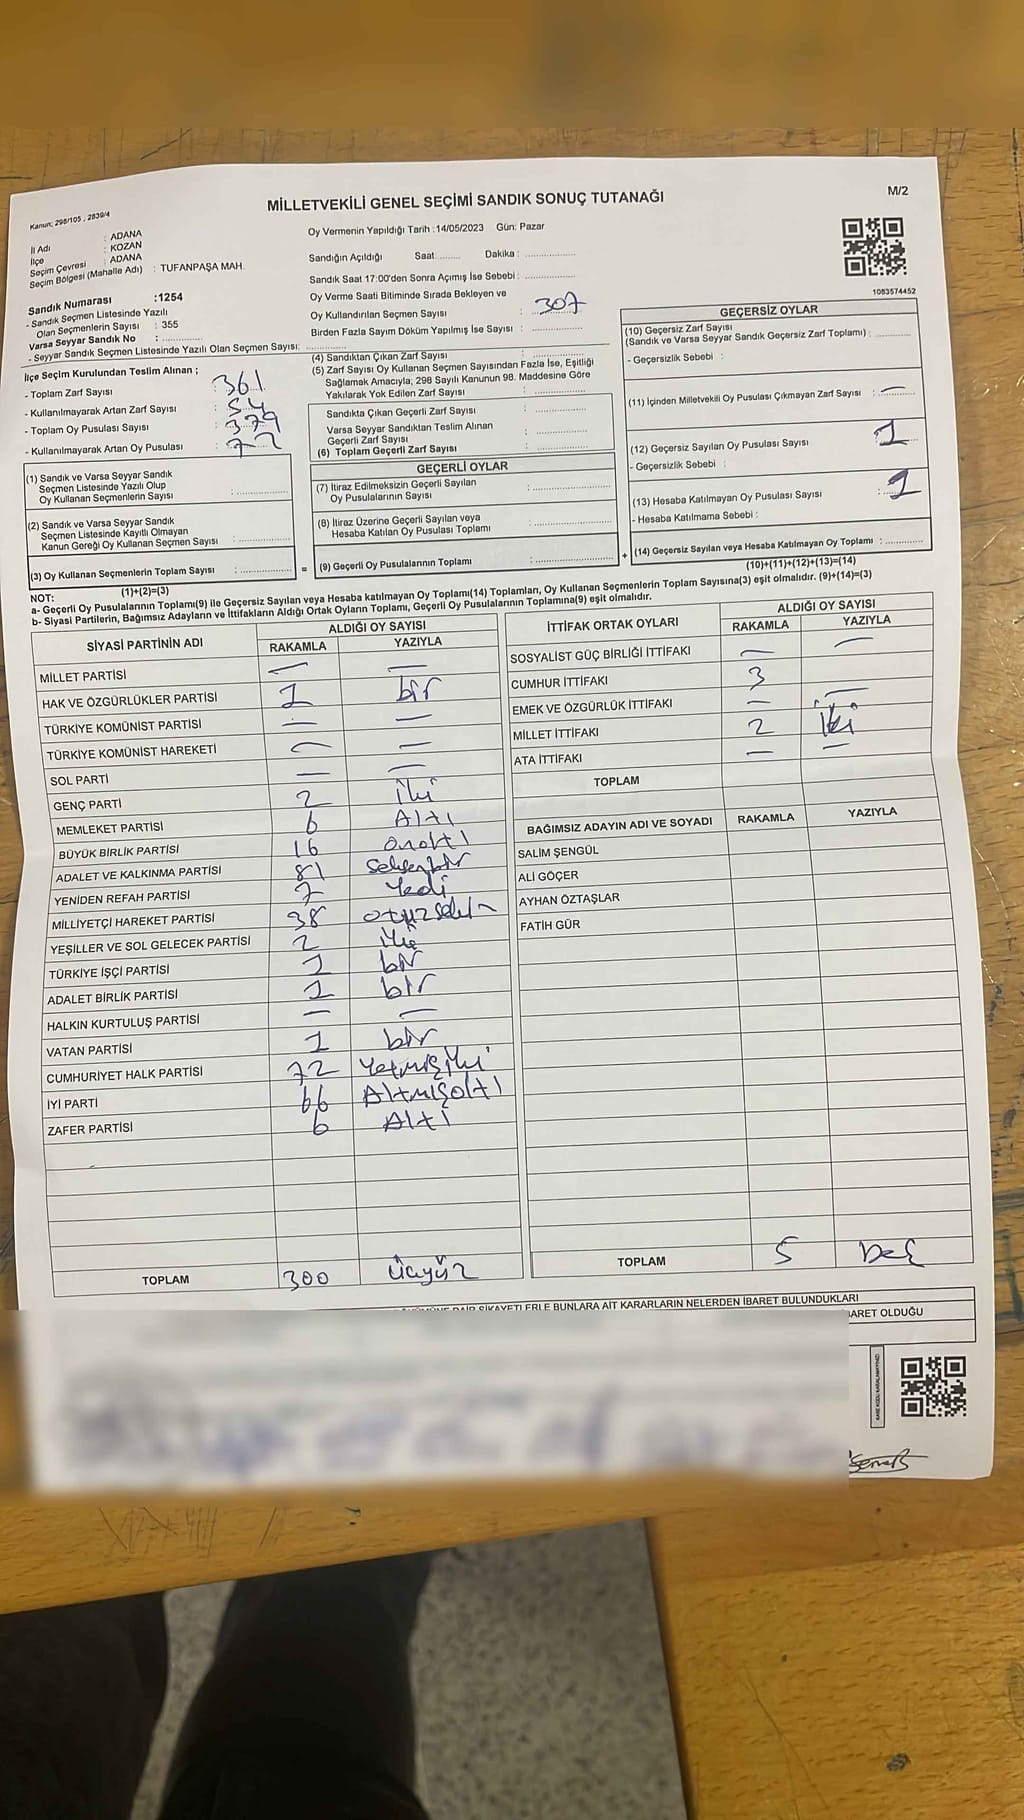 Kanun; 298/105 , 2839/4
MİLLETVEKİLİ GENEL SEÇİMİ SANDIK SONUÇ TUTANAĞI
M/2
İl Adı : ADANA
İlçe : KOZAN
Seçim Çevresi : ADANA
Seçim Bölgesi (Mahalle Adı) : TUFANPAŞA MAH.
Sandık Numarası :1254
- Sandık Seçmen Listesinde Yazılı
Olan Seçmenlerin Sayısı : 355
Varsa Seyyar Sandık No : ..............
- Seyyar Sandık Seçmen Listesinde Yazılı Olan Seçmen Sayısı: ..............
Oy Vermenin Yapıldığı Tarih :14/05/2023 Gün: Pazar
Sandığın Açıldığı Saat........ Dakika : ..............
Sandık Saat 17:00'den Sonra Açımış İse Sebebi : ..............
Oy Verme Saati Bitiminde Sırada Bekleyen ve
Oy Kullandırılan Seçmen Sayısı : 307
Birden Fazla Sayım Döküm Yapılmış İse Sayısı : ..............
1083574452
İlçe Seçim Kurulundan Teslim Alınan ;
- Toplam Zarf Sayısı : 361
- Kullanılmayarak Artan Zarf Sayısı : 54
- Toplam Oy Pusulası Sayısı : 379
- Kullanılmayarak Artan Oy Pusulası : 72
(1) Sandık ve Varsa Seyyar Sandık
Seçmen Listesinde Yazılı Olup
Oy Kullanan Seçmenlerin Sayısı : ..............
(2) Sandık ve Varsa Seyyar Sandık
Seçmen Listesinde Kayıtlı Olmayan
Kanun Gereği Oy Kullanan Seçmen Sayısı : ..............
(3) Oy Kullanan Seçmenlerin Toplam Sayısı : ..............
(1)+(2)=(3)
(4) Sandıktan Çıkan Zarf Sayısı : ..............
(5) Zarf Sayısı Oy Kullanan Seçmen Sayısından Fazla İse, Eşitliği
Sağlamak Amacıyla, 298 Sayılı Kanunun 98. Maddesine Göre
Yakılarak Yok Edilen Zarf Sayısı : ..............
Sandıkta Çıkan Geçerli Zarf Sayısı : ..............
Varsa Seyyar Sandıktan Teslim Alınan
Geçerli Zarf Sayısı : ..............
(6) Toplam Geçerli Zarf Sayısı : ..............
GEÇERLİ OYLAR
(7) İtiraz Edilmeksizin Geçerli Sayılan
Oy Pusulalarının Sayısı : ..............
(8) İtiraz Üzerine Geçerli Sayılan veya
Hesaba Katılan Oy Pusulası Toplamı : ..............
= (9) Geçerli Oy Pusulalarının Toplamı : .............. +
GEÇERSİZ OYLAR
(10) Geçersiz Zarf Sayısı
(Sandık ve Varsa Seyyar Sandık Geçersiz Zarf Toplamı) : ..............
- Geçersizlik Sebebi :
(11) İçinden Milletvekili Oy Pusulası Çıkmayan Zarf Sayısı : —
(12) Geçersiz Sayılan Oy Pusulası Sayısı : 1
- Geçersizlik Sebebi :
(13) Hesaba Katılmayan Oy Pusulası Sayısı : 1
- Hesaba Katılmama Sebebi :
(14) Geçersiz Sayılan veya Hesaba Katılmayan Oy Toplamı : ..............
(10)+(11)+(12)+(13)=(14)
NOT:
a- Geçerli Oy Pusulalarının Toplamı(9) ile Geçersiz Sayılan veya Hesaba katılmayan Oy Toplamı(14) Toplamları, Oy Kullanan Seçmenlerin Toplam Sayısına(3) eşit olmalıdır. (9)+(14)=(3)
b- Siyasi Partilerin, Bağımsız Adayların ve İttifakların Aldığı Ortak Oyların Toplamı, Geçerli Oy Pusulalarının Toplamına(9) eşit olmalıdır.
SİYASİ PARTİNİN ADI ALDIĞI OY SAYISI
RAKAMLA YAZIYLA
MİLLET PARTİSİ — —
HAK VE ÖZGÜRLÜKLER PARTİSİ 1 bir
TÜRKİYE KOMÜNİST PARTİSİ — —
TÜRKİYE KOMÜNİST HAREKETİ — —
SOL PARTİ — —
GENÇ PARTİ 2 iki
MEMLEKET PARTİSİ 6 Altı
BÜYÜK BİRLİK PARTİSİ 16 onaltı
ADALET VE KALKINMA PARTİSİ 81 seksenbir
YENİDEN REFAH PARTİSİ 7 Yedi
MİLLİYETÇİ HAREKET PARTİSİ 38 otuzsekiz
YEŞİLLER VE SOL GELECEK PARTİSİ 2 iki
TÜRKİYE İŞÇİ PARTİSİ 1 bir
ADALET BİRLİK PARTİSİ 1 bir
HALKIN KURTULUŞ PARTİSİ — —
VATAN PARTİSİ 1 bir
CUMHURİYET HALK PARTİSİ 72 Yetmişiki
İYİ PARTİ 66 Altmışaltı
ZAFER PARTİSİ 6 Altı
TOPLAM 300 üçyüz
İTTİFAK ORTAK OYLARI ALDIĞI OY SAYISI
RAKAMLA YAZIYLA
SOSYALİST GÜÇ BİRLİĞİ İTTİFAKI — —
CUMHUR İTTİFAKI 3
EMEK VE ÖZGÜRLÜK İTTİFAKI — —
MİLLET İTTİFAKI 2 iki
ATA İTTİFAKI — —
TOPLAM
BAĞIMSIZ ADAYIN ADI VE SOYADI RAKAMLA YAZIYLA
SALİM ŞENGÜL
ALİ GÖÇER
AYHAN ÖZTAŞLAR
FATİH GÜR
TOPLAM 5 beş
ŞİKAYETLERLE BUNLARA AİT KARARLARIN NELERDEN İBARET BULUNDUKLARI
BARET OLDUĞU